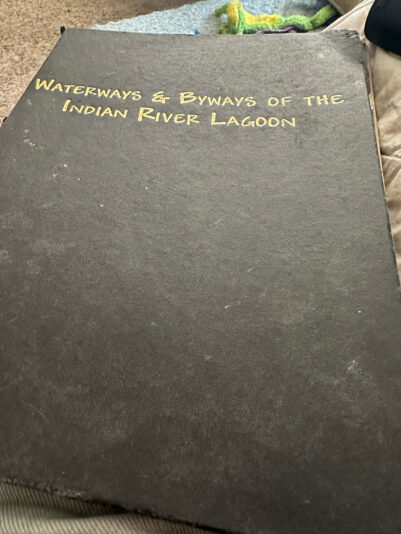 Waterways & Byways of the
Indian River Lagoon